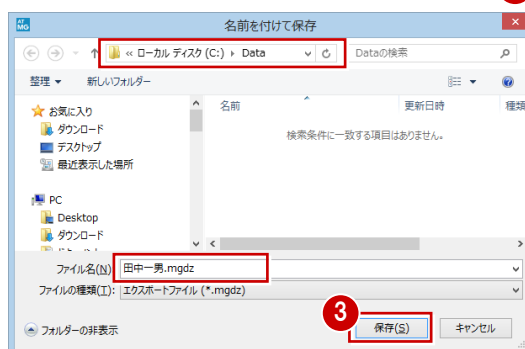 AT MG 名前を付けて保存
« ローカル ディスク (C:) ▸ Data Dataの検索
整理 ▼ 新しいフォルダー
名前 更新日時 種類
検索条件に一致する項目はありません。
お気に入り
ダウンロード
デスクトップ
最近表示した場所
PC
Desktop
ダウンロード
ファイル名(N): 田中一男.mgdz
ファイルの種類(T): エクスポートファイル (*.mgdz)
3
フォルダーの非表示 保存(S) キャンセル